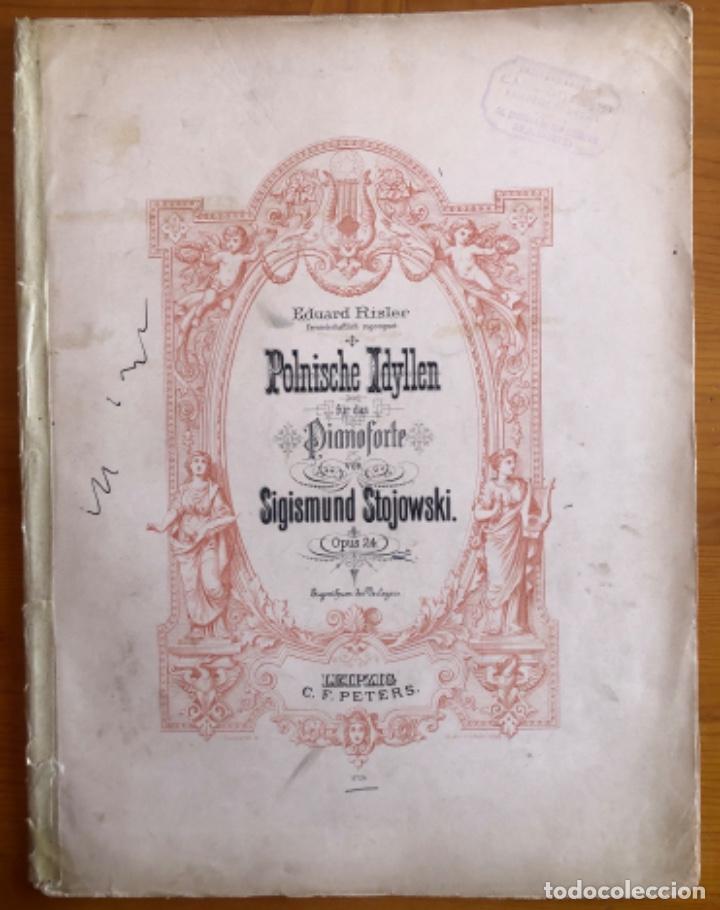 Eduard Risler
freundschaftlich zugeeignet
Polnische Idyllen
für das
Pianoforte
von
Sigismund Stojowski.
Opus 24
Eigenthum des Verlegers.
LEIPZIG
C. F. PETERS.
todocoleccion